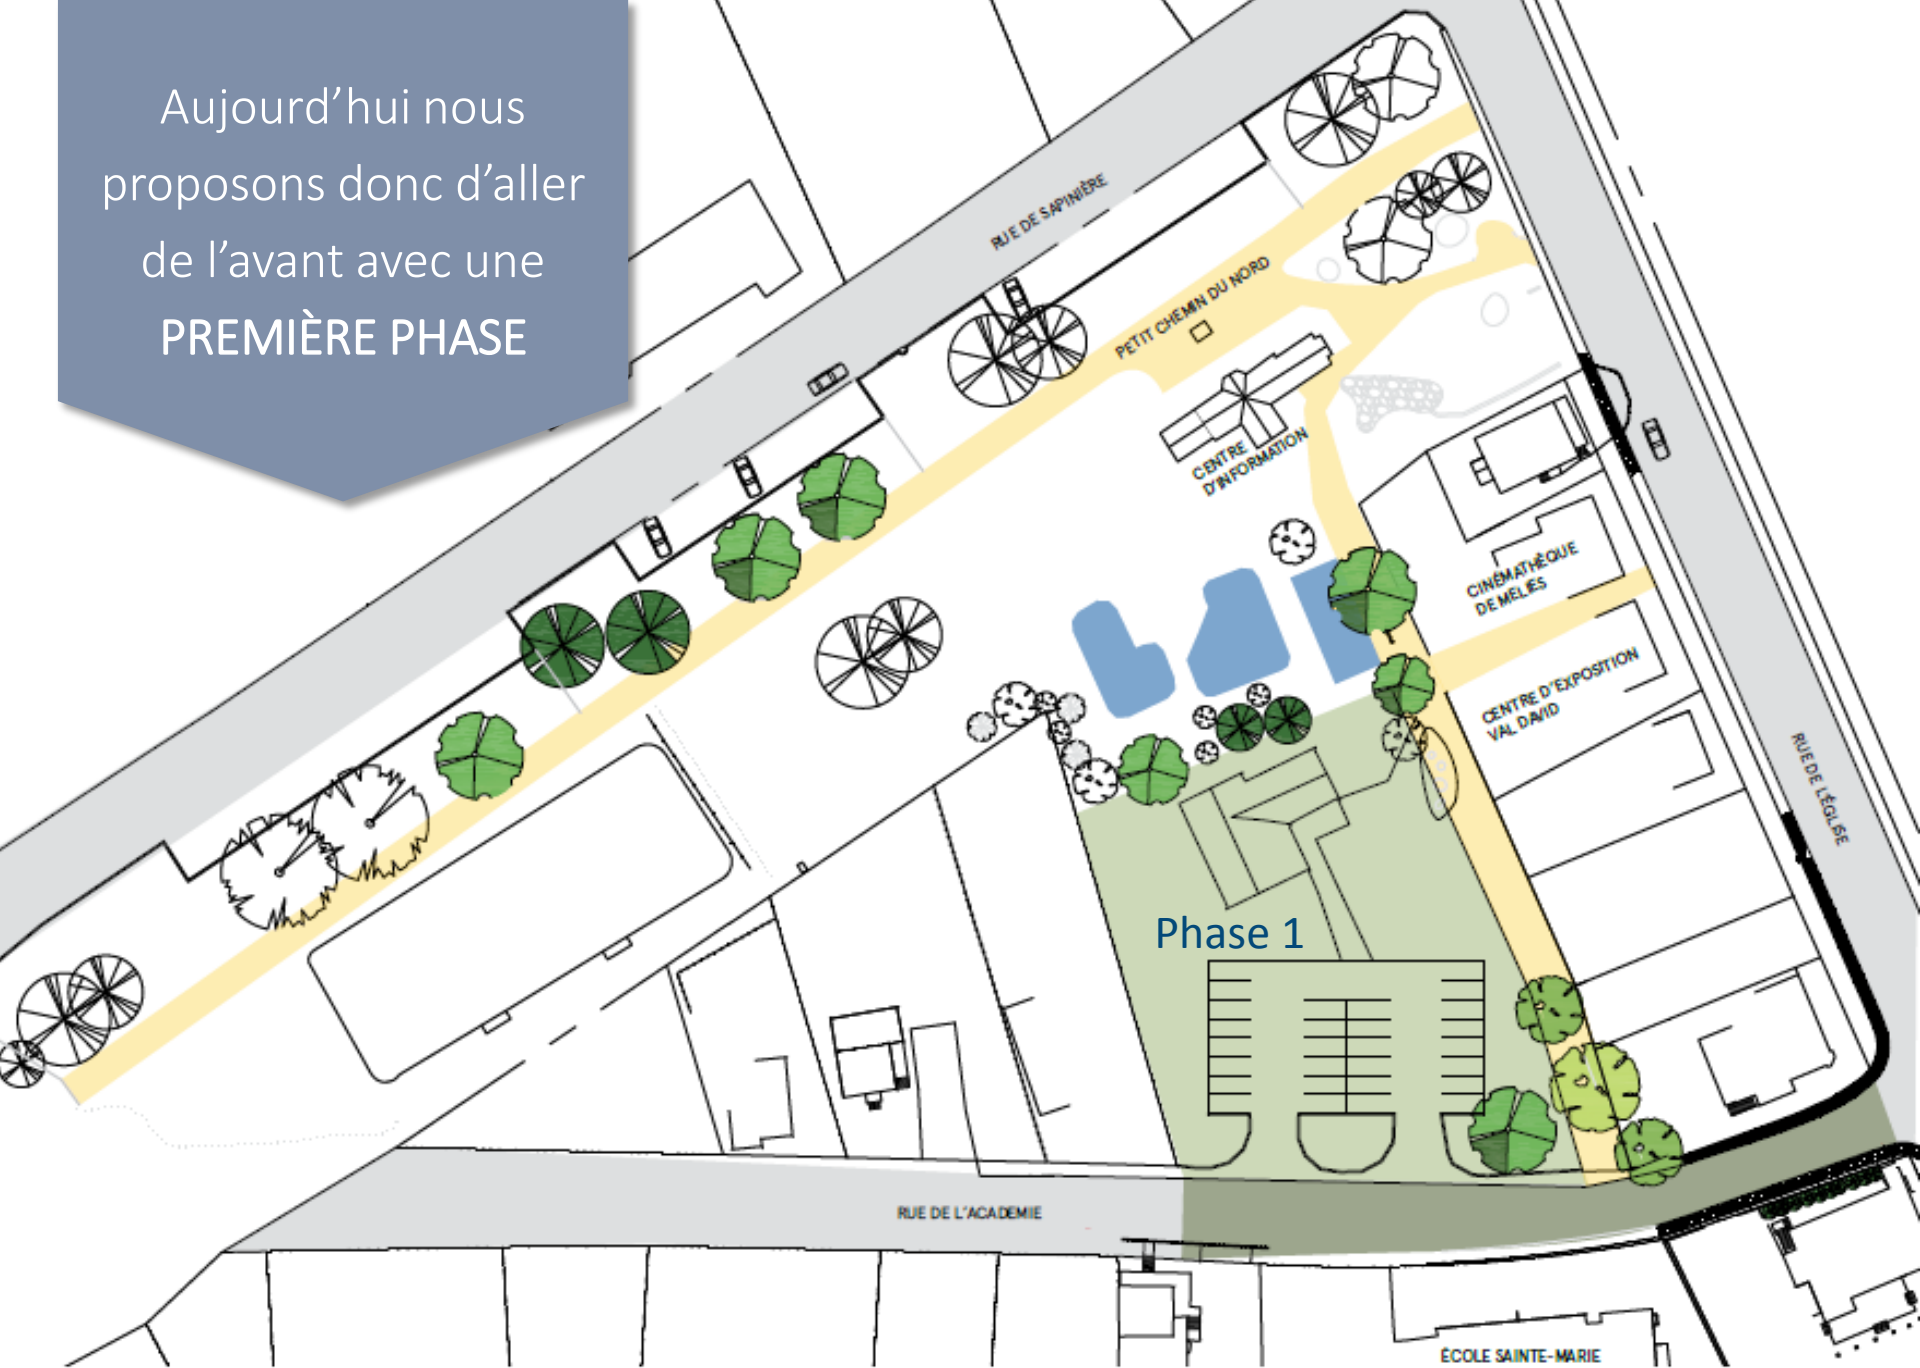 Aujourd’hui nous
proposons donc d’aller
de l’avant avec une
PREMIÈRE PHASE
RUE DE SAPINIÈRE
PETIT CHEMIN DU NORD
CENTRE
D'INFORMATION
CINÉMATHÈQUE
DE MÉLIÈS
CENTRE D'EXPOSITION
VAL DAVID
RUE DE L'ÉGLISE
Phase 1
RUE DE L'ACADEMIE
ÉCOLE SAINTE-MARIE